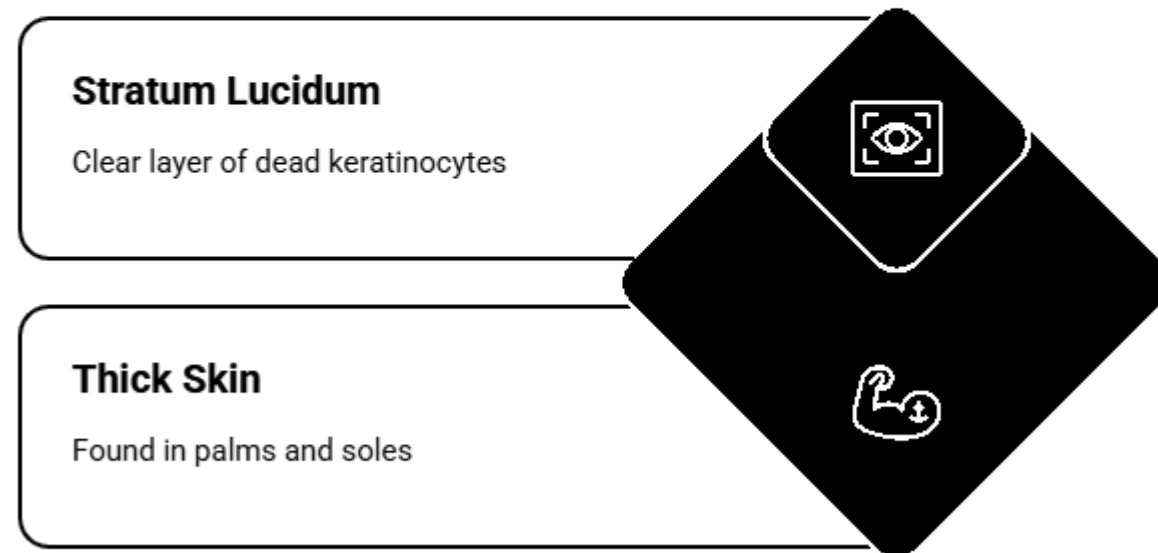 Stratum Lucidum
Clear layer of dead keratinocytes
Thick Skin
Found in palms and soles